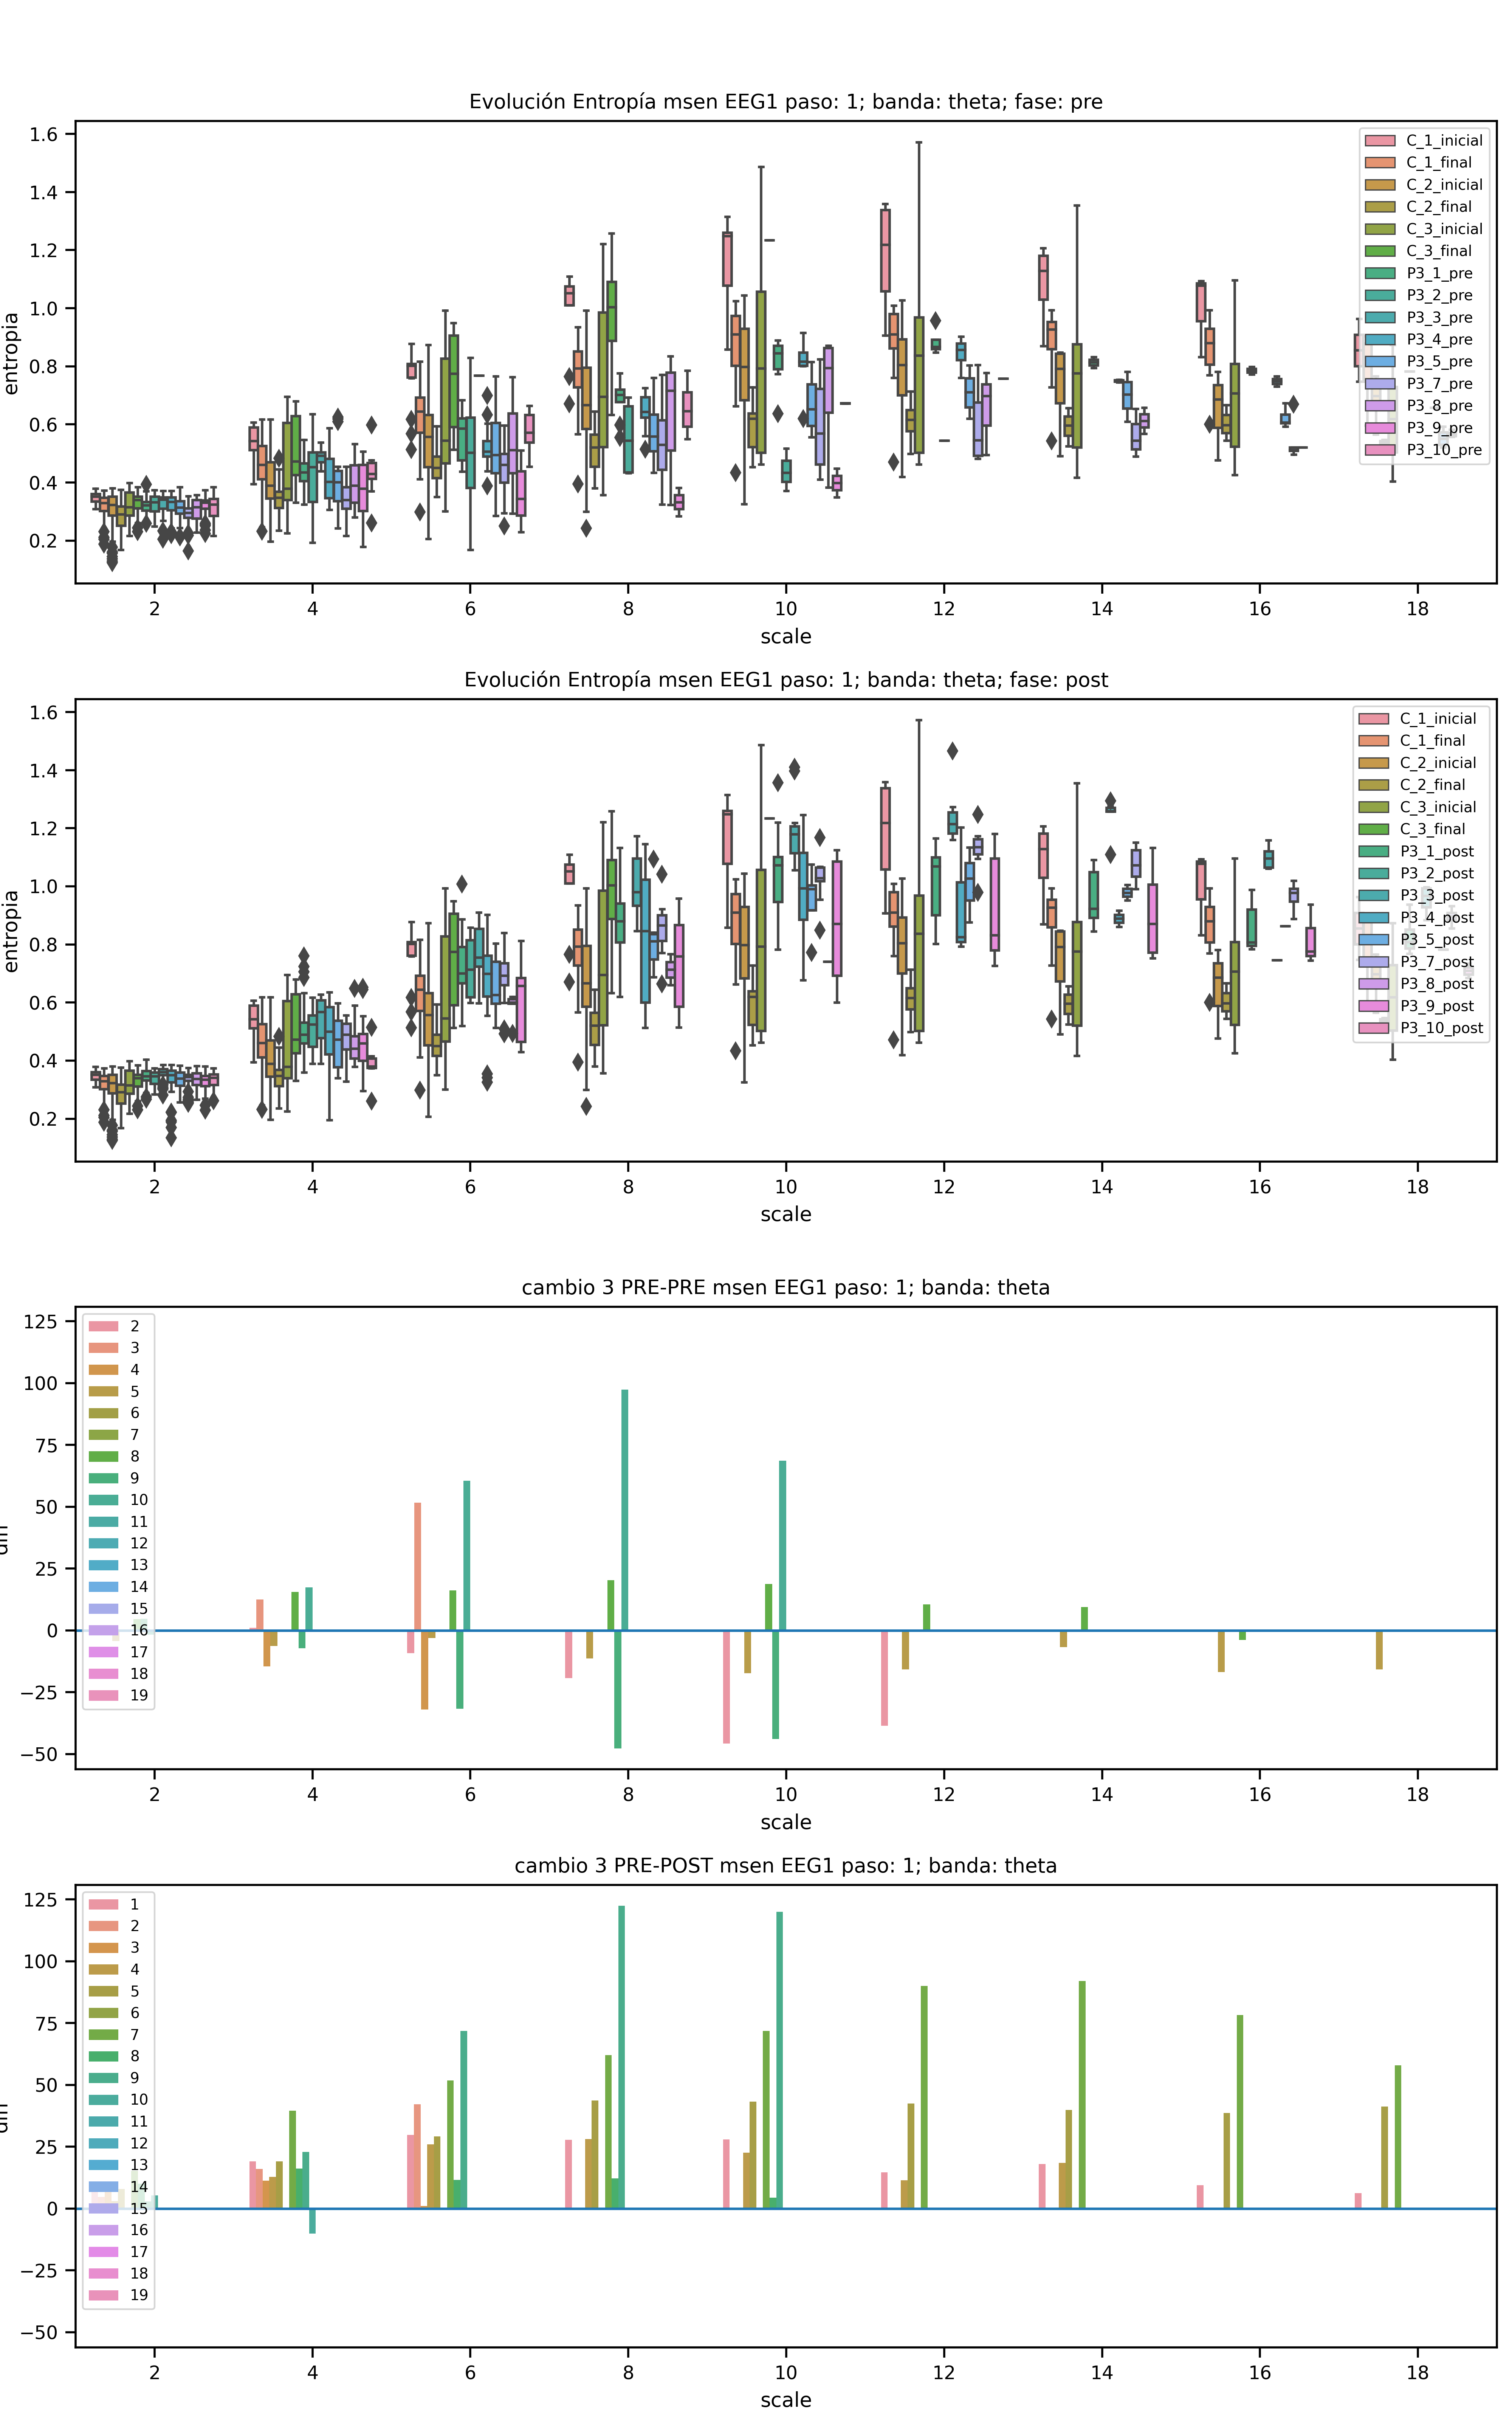 Evolución Entropía msen EEG1 paso: 1; banda: theta; fase: pre
1.6
1.4
1.2
1.0
0.8
0.6
0.4
0.2
entropia
C_1_inicial
C_1_final
C_2_inicial
C_2_final
C_3_inicial
C_3_final
P3_1_pre
P3_2_pre
P3_3_pre
P3_4_pre
P3_5_pre
P3_7_pre
P3_8_pre
P3_9_pre
P3_10_pre
2 4 6 8 10 12 14 16 18
scale
Evolución Entropía msen EEG1 paso: 1; banda: theta; fase: post
1.6
1.4
1.2
1.0
0.8
0.6
0.4
0.2
entropia
C_1_inicial
C_1_final
C_2_inicial
C_2_final
C_3_inicial
C_3_final
P3_1_post
P3_2_post
P3_3_post
P3_4_post
P3_5_post
P3_7_post
P3_8_post
P3_9_post
P3_10_post
2 4 6 8 10 12 14 16 18
scale
cambio 3 PRE-PRE msen EEG1 paso: 1; banda: theta
125
100
75
50
25
0
−25
−50
2
3
4
5
6
7
8
9
10
11
12
13
14
15
16
17
18
19
2 4 6 8 10 12 14 16 18
scale
cambio 3 PRE-POST msen EEG1 paso: 1; banda: theta
125
100
75
50
25
0
−25
−50
1
2
3
4
5
6
7
8
9
10
11
12
13
14
15
16
17
18
19
2 4 6 8 10 12 14 16 18
scale